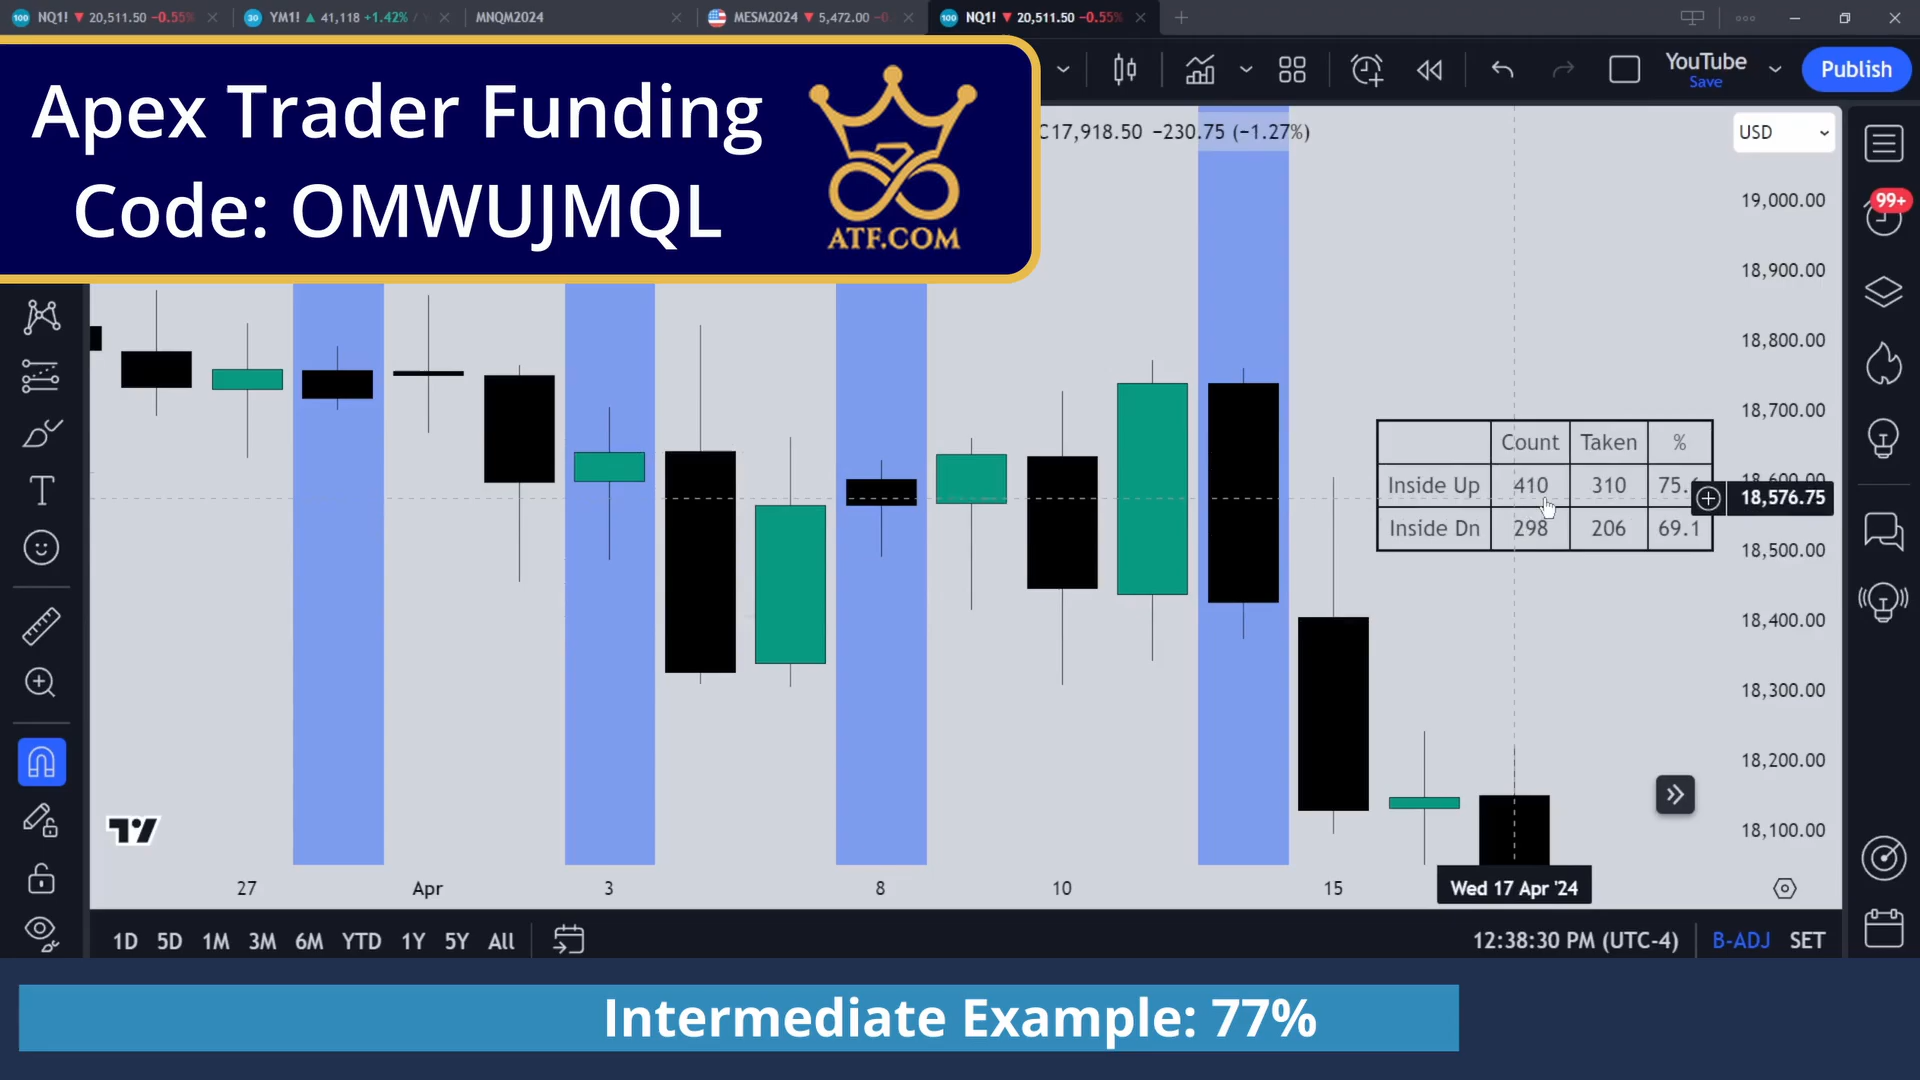 NQ1! ▼ 20,511.50 −0.55%
YM1! ▲ 41,118 +1.42% /
MNQM2024
MESM2024 ▼ 5,472.00 −0
NQ1! ▼ 20,511.50 −0.55%
Apex Trader Funding
Code: OMWUJMQL
ATF.COM
YouTube
Save
Publish
C17,918.50 −230.75 (−1.27%)
USD
99+
19,000.00
18,900.00
18,800.00
18,700.00
18,600.00
18,576.75
18,500.00
18,400.00
18,300.00
18,200.00
18,100.00
Count Taken %
Inside Up 410 310 75.
Inside Dn 298 206 69.1
27 Apr 3 8 10 15 Wed 17 Apr '24
1D 5D 1M 3M 6M YTD 1Y 5Y All
12:38:30 PM (UTC-4) B-ADJ SET
Intermediate Example: 77%